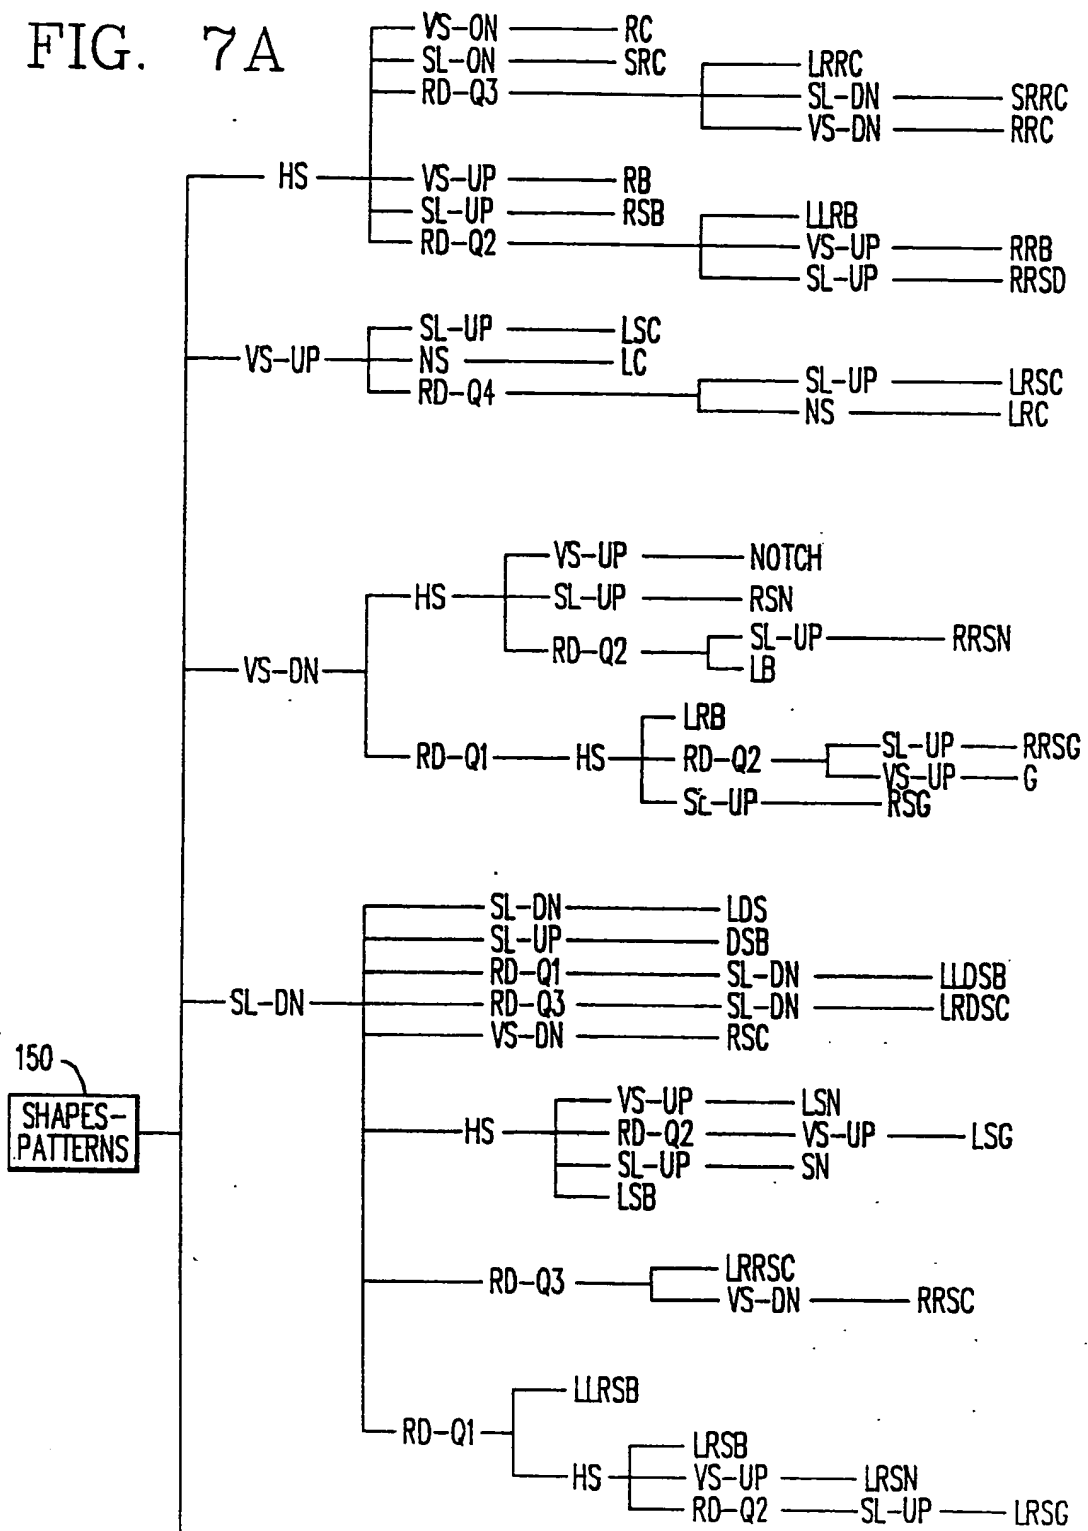 FIG. 7A
VS-ON RC
SL-ON SRC
RD-Q3
LRRC
SL-DN SRRC
VS-DN RRC
HS
VS-UP RB
SL-UP RSB
RD-Q2
LLRB
VS-UP RRB
SL-UP RRSD
VS-UP
SL-UP LSC
NS LC
RD-Q4
SL-UP LRSC
NS LRC
VS-DN
HS
VS-UP NOTCH
SL-UP RSN
RD-Q2
SL-UP RRSN
LB
RD-Q1 HS
LRB
RD-Q2
SL-UP RRSG
VS-UP G
SL-UP RSG
SL-DN
SL-DN LDS
SL-UP DSB
RD-Q1 SL-DN LLDSB
RD-Q3 SL-DN LRDSC
VS-DN RSC
150
SHAPES-
PATTERNS
HS
VS-UP LSN
RD-Q2 VS-UP LSG
SL-UP SN
LSB
RD-Q3
LRRSC
VS-DN RRSC
RD-Q1
LLRSB
HS
LRSB
VS-UP LRSN
RD-Q2 SL-UP LRSG